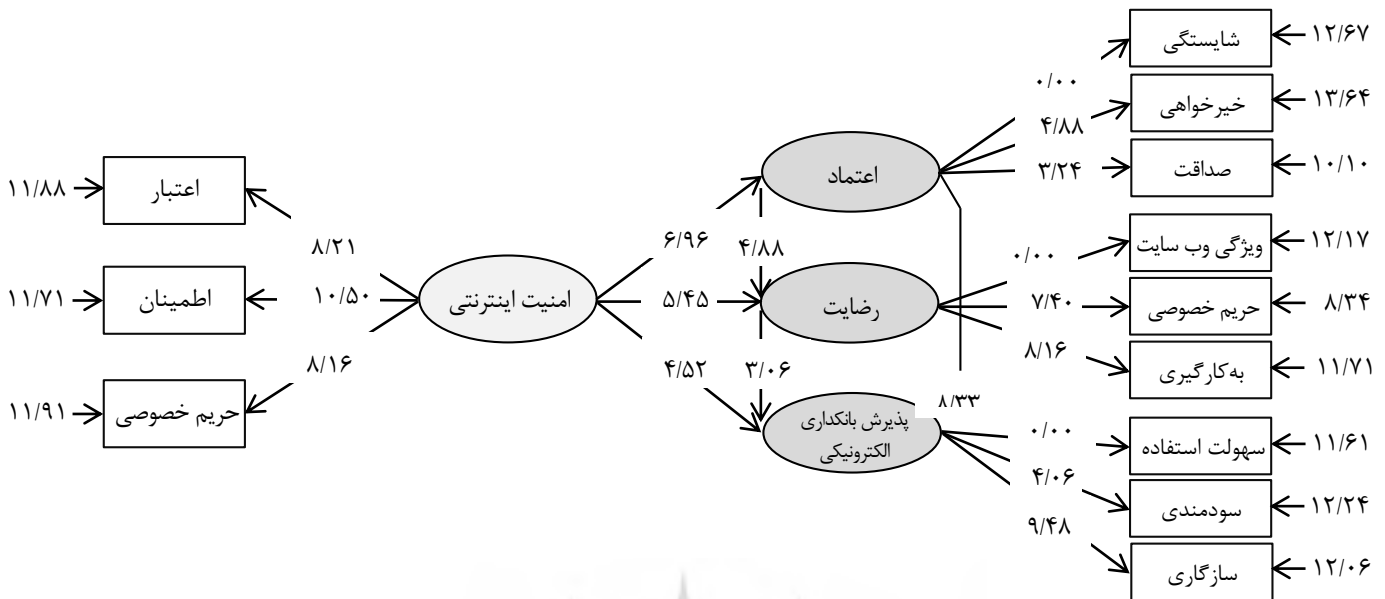 شایستگی
۱۲/۶۷
۰/۰۰
خیرخواهی
۱۳/۶۴
۴/۸۸
صداقت
۱۰/۱۰
۳/۲۴
اعتماد
اعتبار
۱۱/۸۸
۸/۲۱
۶/۹۶
۴/۸۸
ویژگی وب سایت
۱۲/۱۷
۰/۰۰
اطمینان
۱۱/۷۱
۱۰/۵۰
امنیت اینترنتی
۵/۴۵
رضایت
۷/۴۰
حریم خصوصی
۸/۳۴
۸/۱۶
به‌کارگیری
۱۱/۷۱
حریم خصوصی
۱۱/۹۱
۸/۱۶
۴/۵۲
۳/۰۶
۸/۳۳
پذیرش بانکداری
الکترونیکی
۰/۰۰
سهولت استفاده
۱۱/۶۱
۴/۰۶
سودمندی
۱۲/۲۴
۹/۴۸
سازگاری
۱۲/۰۶